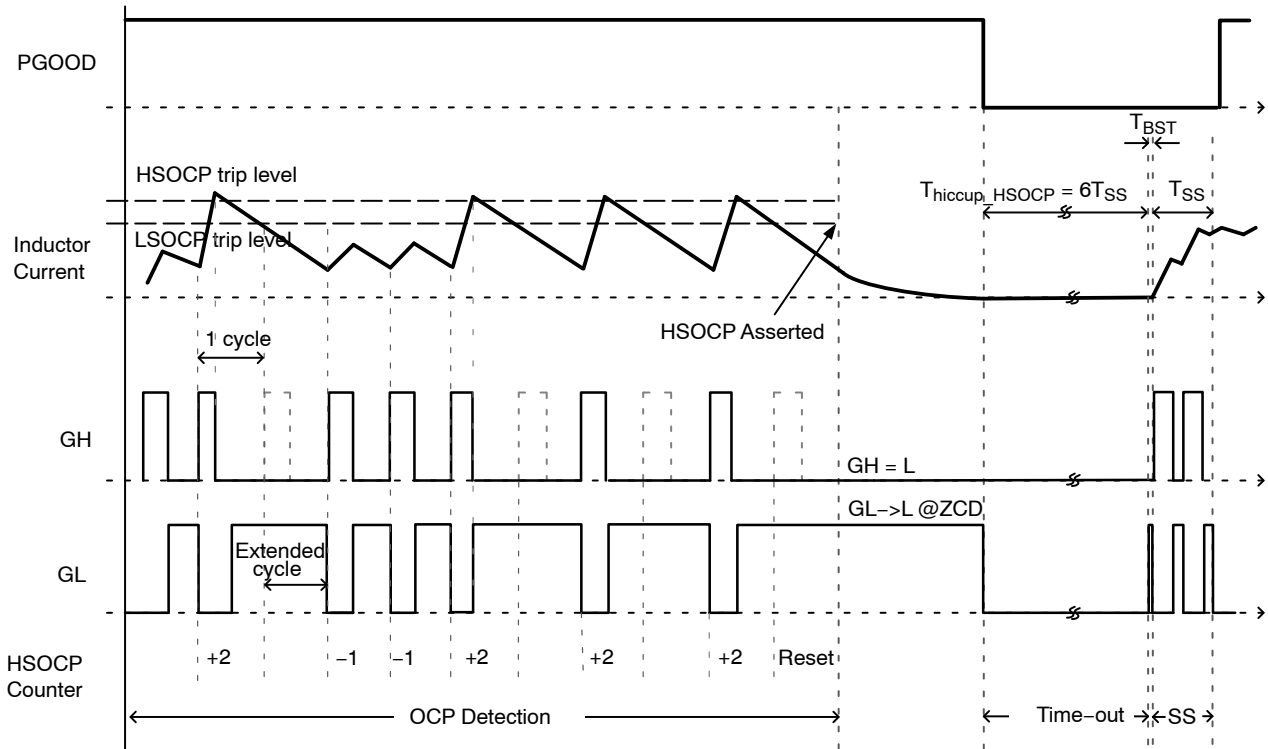 PGOOD
T_BST
HSOCP trip level
T_hiccup_HSOCP = 6T_SS
T_SS
LSOCP trip level
Inductor
Current
HSOCP Asserted
1 cycle
GH
GH = L
GL−>L @ZCD
Extended
cycle
GL
HSOCP
Counter
+2
−1
−1
+2
+2
+2
Reset
OCP Detection
Time−out
SS